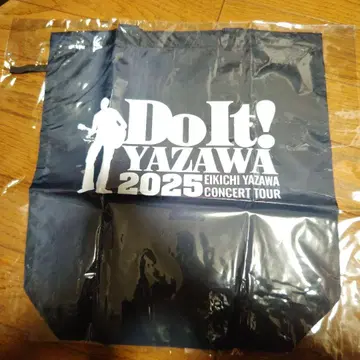 Do It!
YAZAWA
2025 EIKICHI YAZAWA
CONCERT TOUR